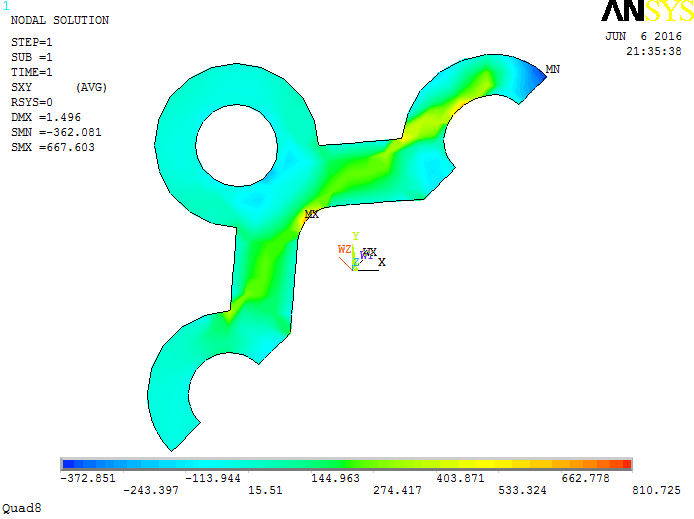 1
NODAL SOLUTION
STEP=1
SUB =1
TIME=1
SXY (AVG)
RSYS=0
DMX =1.496
SMN =-362.081
SMX =667.603
ANSYS
JUN 6 2016
21:35:38
MN
MX
Y
WZ
WX
WY
X
Z
-372.851 -113.944 144.963 403.871 662.778
-243.397 15.51 274.417 533.324 810.725
Quad8